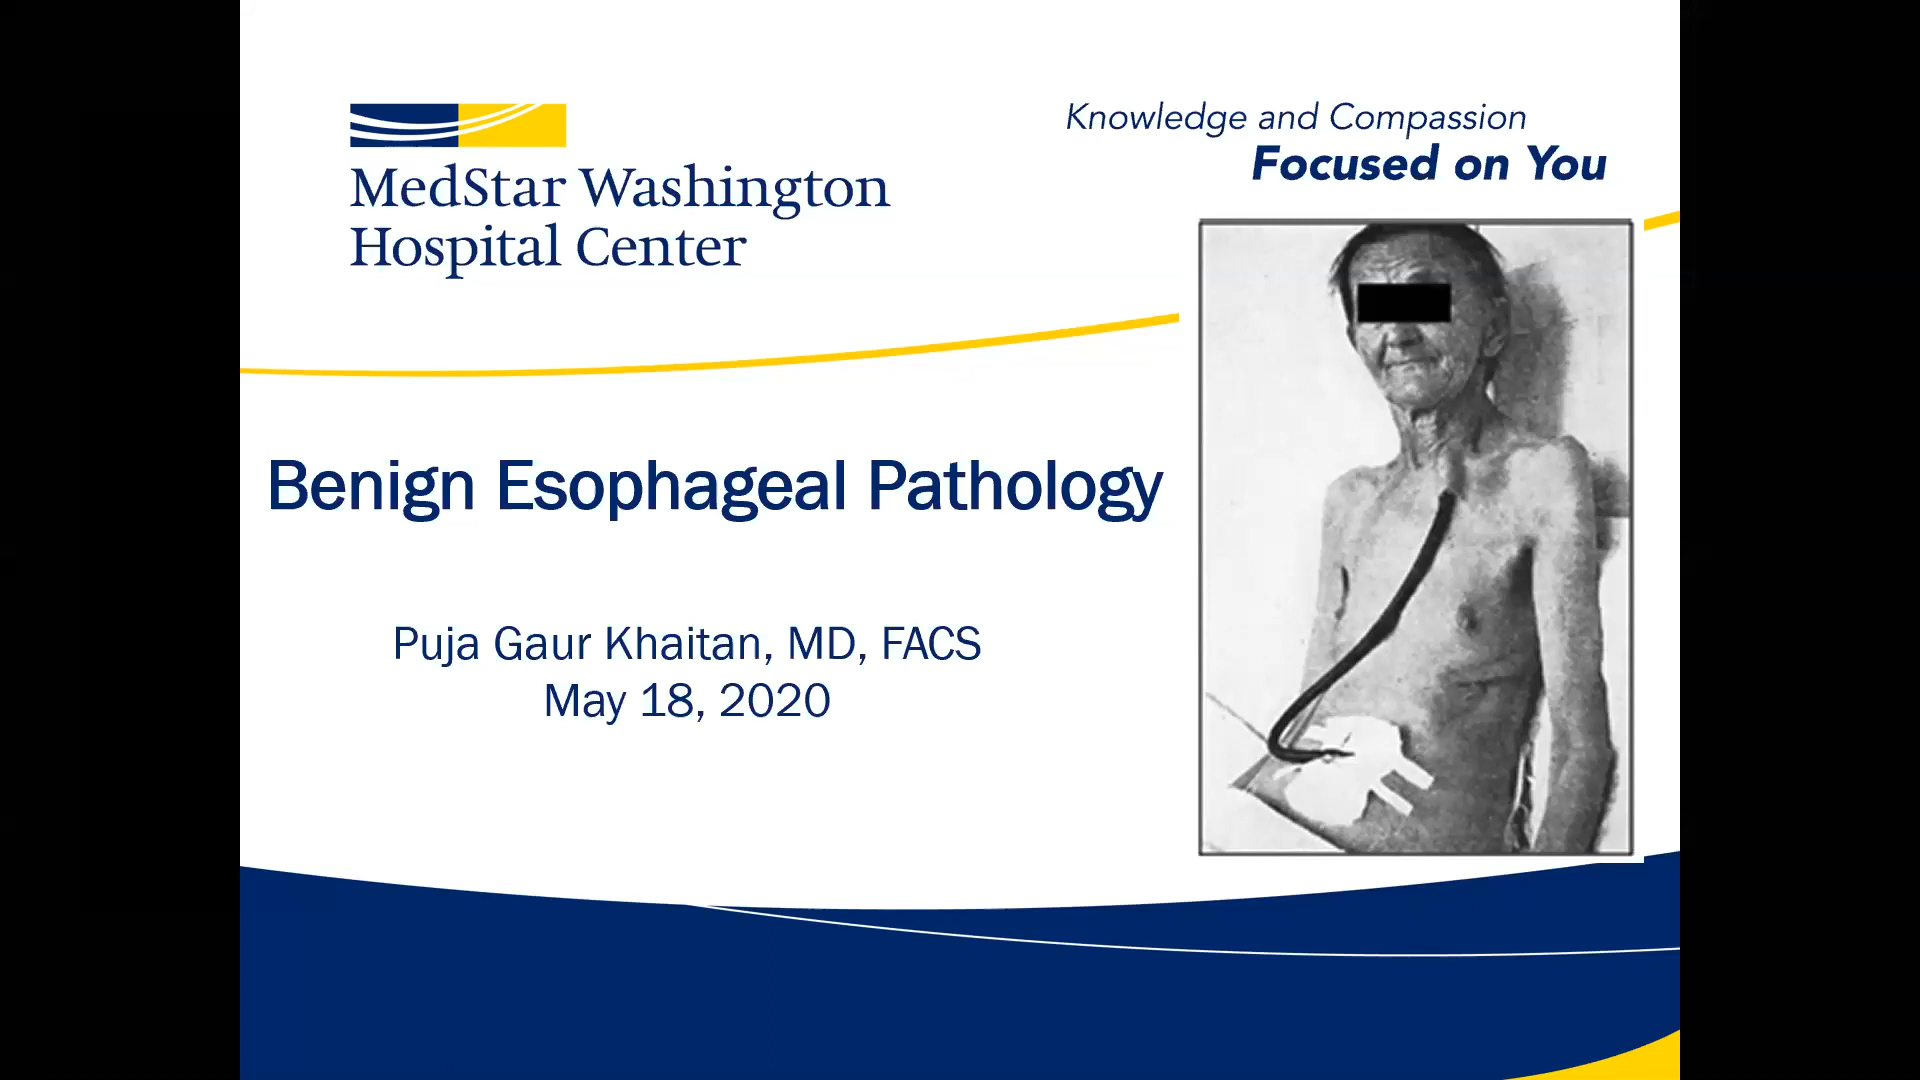 MedStar Washington
Hospital Center
Knowledge and Compassion
Focused on You
Benign Esophageal Pathology
Puja Gaur Khaitan, MD, FACS
May 18, 2020